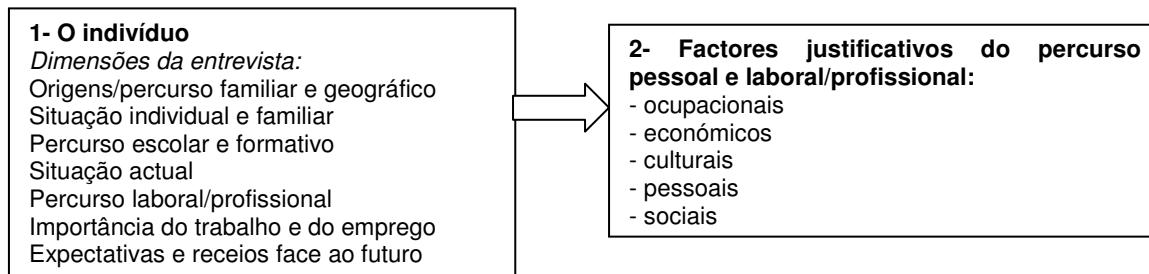 1- O indivíduo
Dimensões da entrevista:
Origens/percurso familiar e geográfico
Situação individual e familiar
Percurso escolar e formativo
Situação actual
Percurso laboral/profissional
Importância do trabalho e do emprego
Expectativas e receios face ao futuro
2- Factores justificativos do percurso
pessoal e laboral/profissional:
- ocupacionais
- económicos
- culturais
- pessoais
- sociais